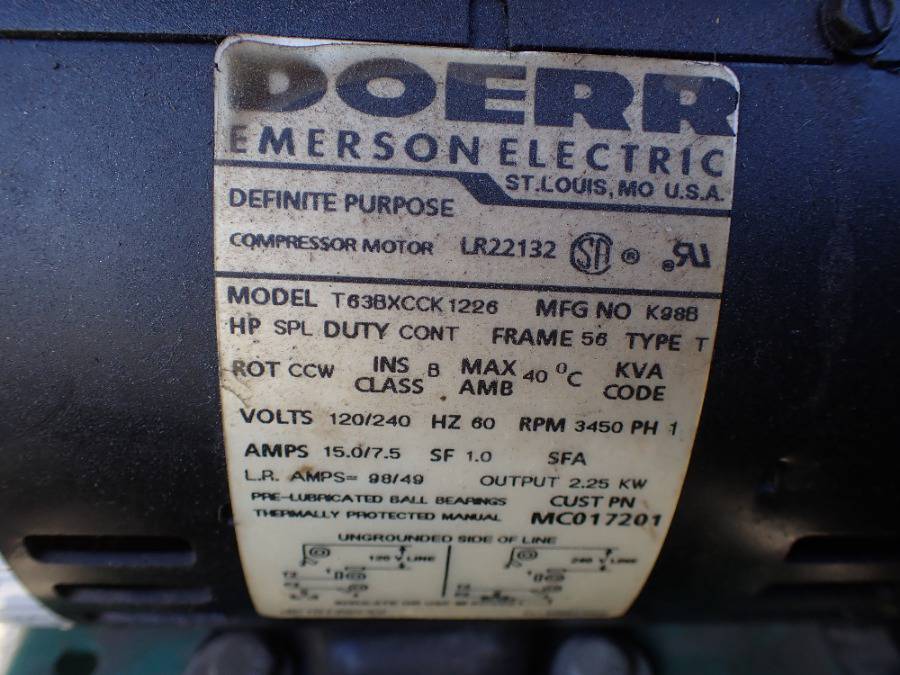 DOERR
EMERSON ELECTRIC
ST. LOUIS, MO U.S.A.
DEFINITE PURPOSE
COMPRESSOR MOTOR LR22132 SA ® ® RU
MODEL T63BXCCK1226 MFG NO K98B
HP SPL DUTY CONT FRAME 56 TYPE T
ROT CCW INS CLASS B MAX AMB 40 °C KVA CODE
VOLTS 120/240 HZ 60 RPM 3450 PH 1
AMPS 15.0/7.5 SF 1.0 SFA
L.R. AMPS= 98/49 OUTPUT 2.25 KW
PRE-LUBRICATED BALL BEARINGS CUST PN
THERMALLY PROTECTED MANUAL MC017201
UNGROUNDED SIDE OF LINE
120 V LINE 240 V LINE